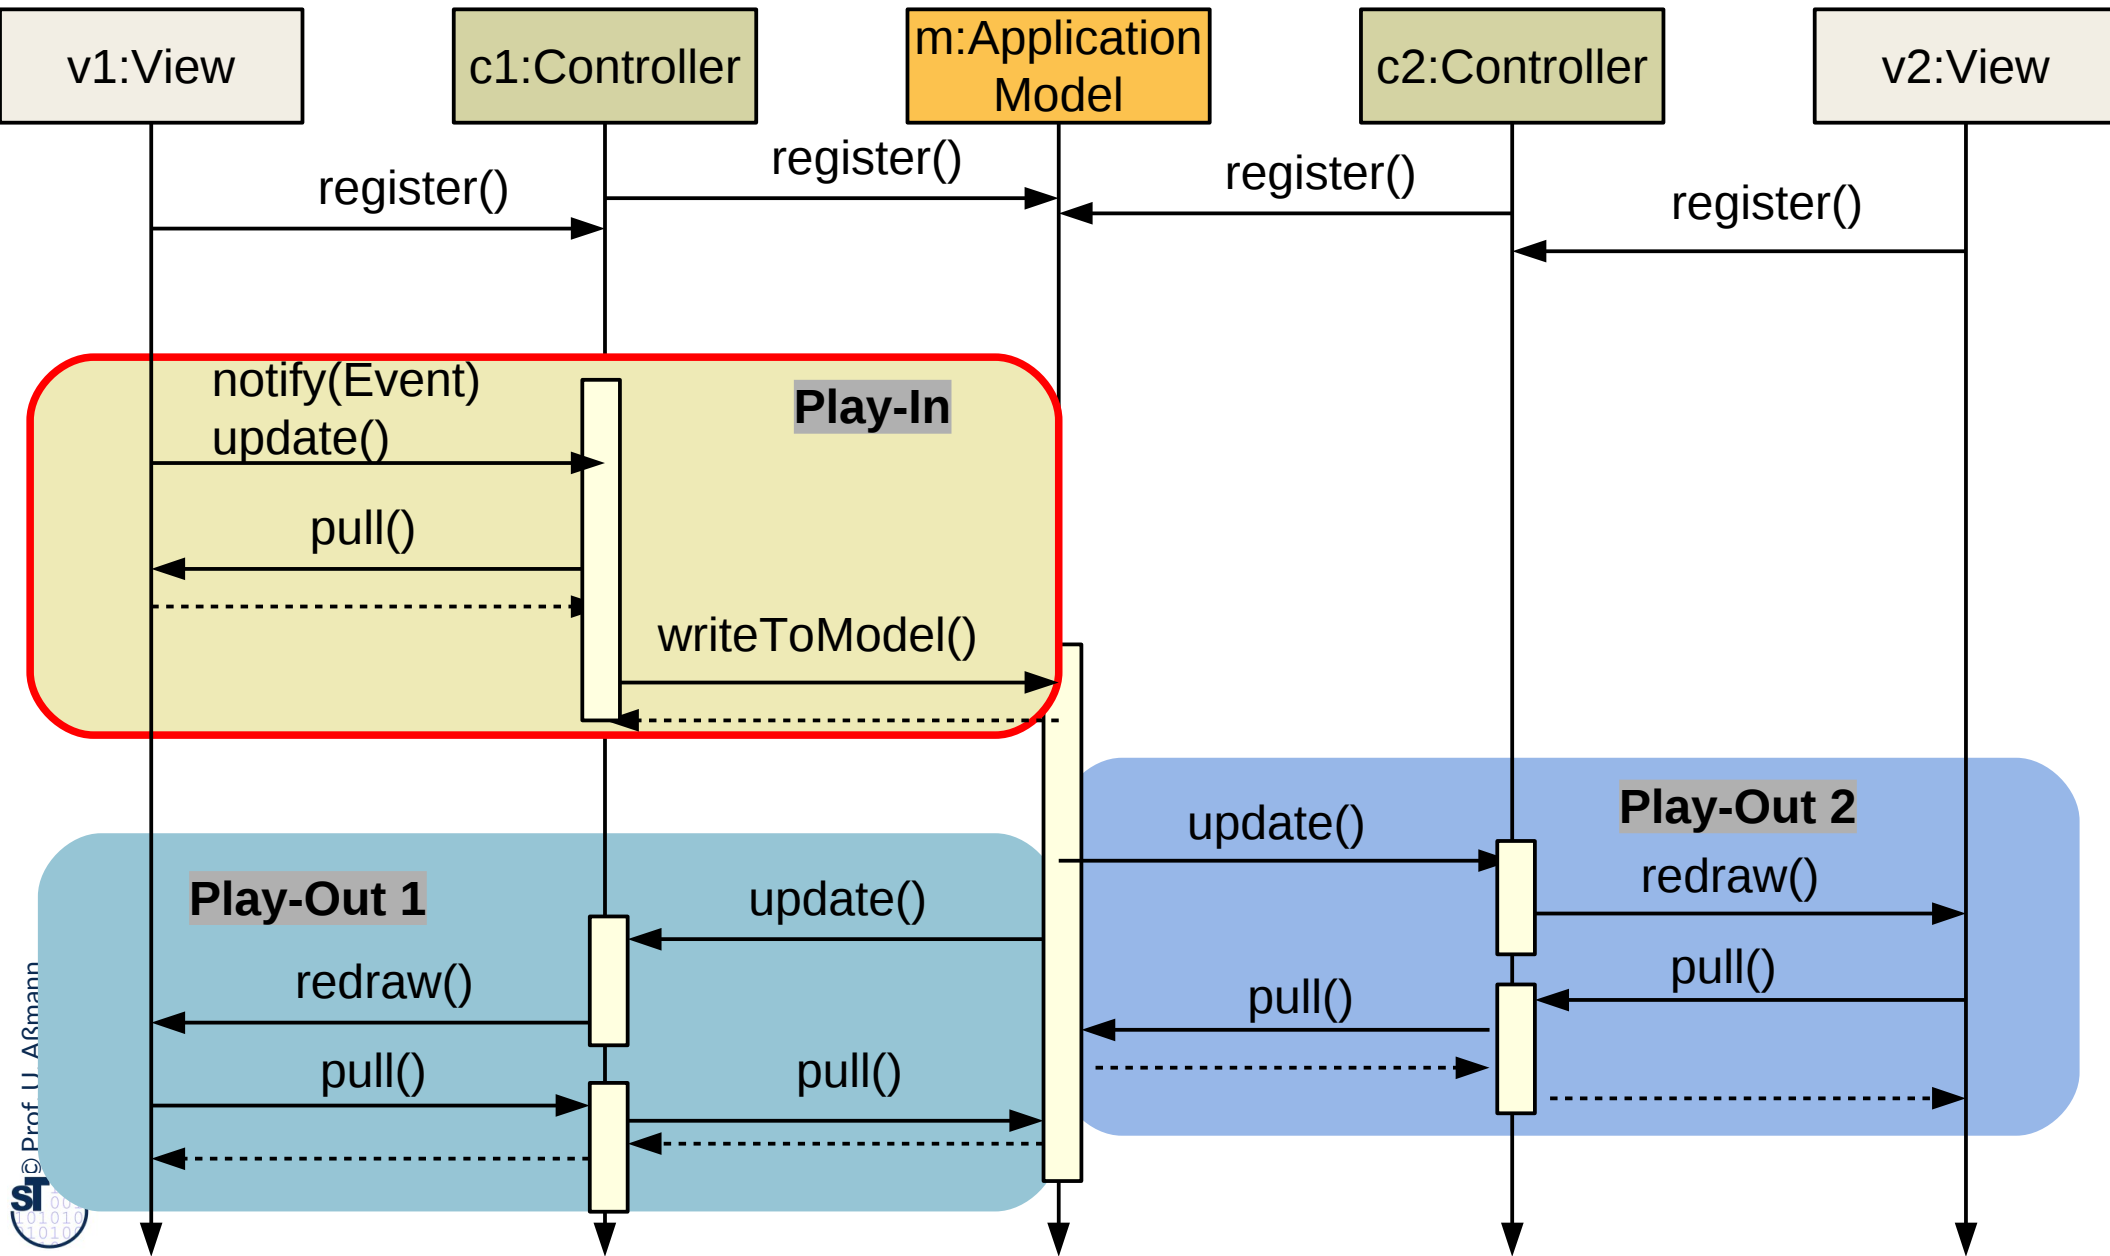 v1:View
c1:Controller
m:Application
Model
c2:Controller
v2:View
register()
register()
register()
register()
notify(Event)
update()
Play-In
pull()
writeToModel()
Play-Out 2
update()
redraw()
Play-Out 1
update()
pull()
redraw()
pull()
pull()
pull()
© Prof. U. Aßmann
ST